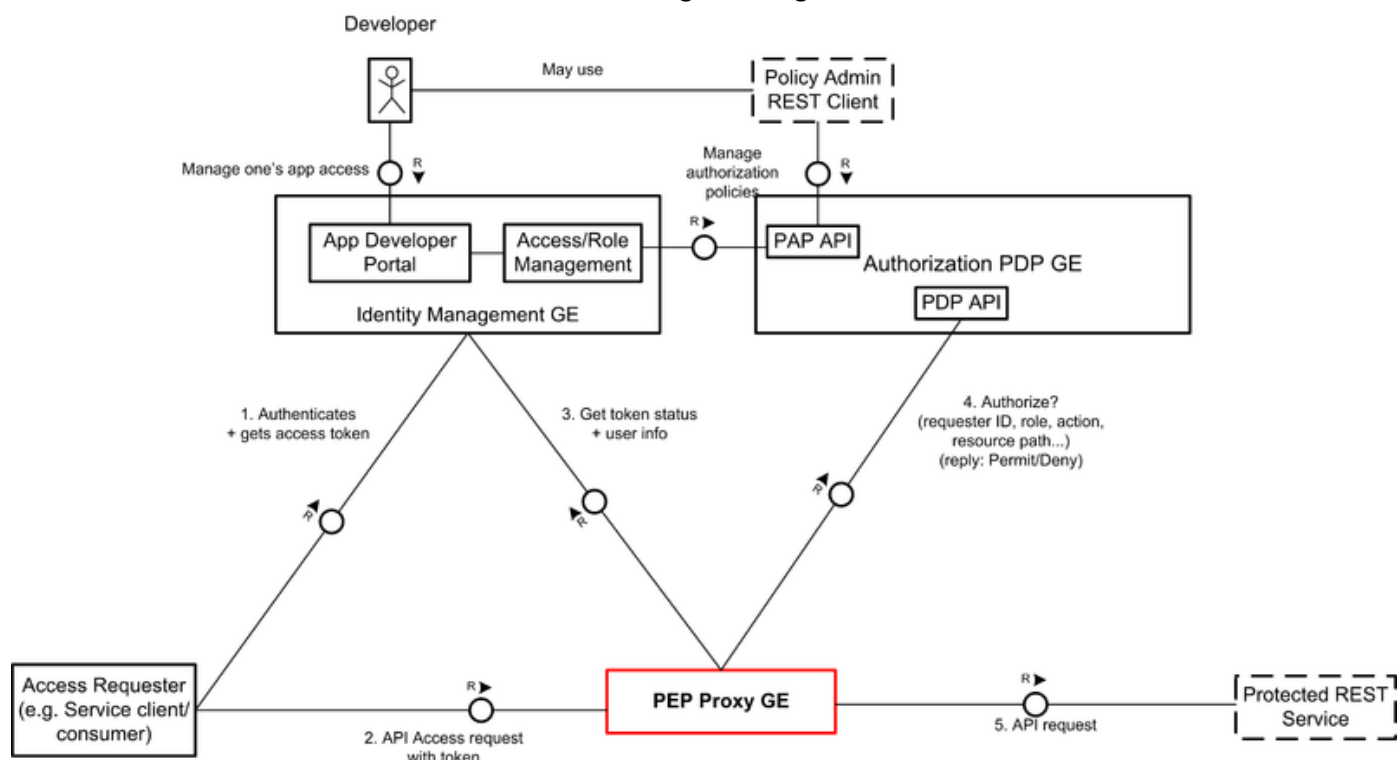 Developer
May use
Policy Admin
REST Client
Manage one's app access
R
Manage
authorization
policies
R
R
App Developer
Portal
Access/Role
Management
Identity Management GE
PAP API
Authorization PDP GE
PDP API
1. Authenticates
+ gets access token
3. Get token status
+ user info
4. Authorize?
(requester ID, role, action,
resource path...)
(reply: Permit/Deny)
R
R
R
Access Requester
(e.g. Service client/
consumer)
R
2. API Access request
with token
PEP Proxy GE
R
5. API request
Protected REST
Service